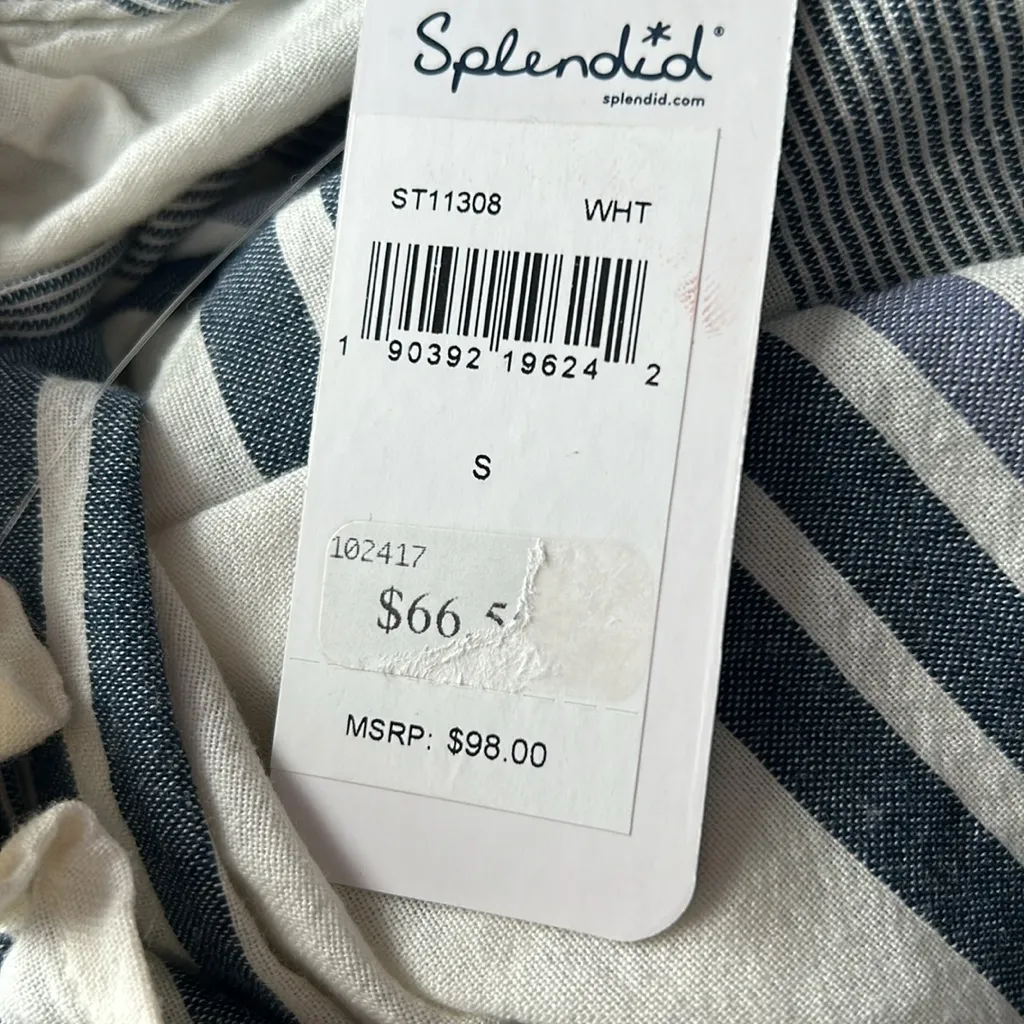 Splendid®
splendid.com
ST11308 WHT
1 90392 19624 2
S
102417
$66
MSRP: $98.00